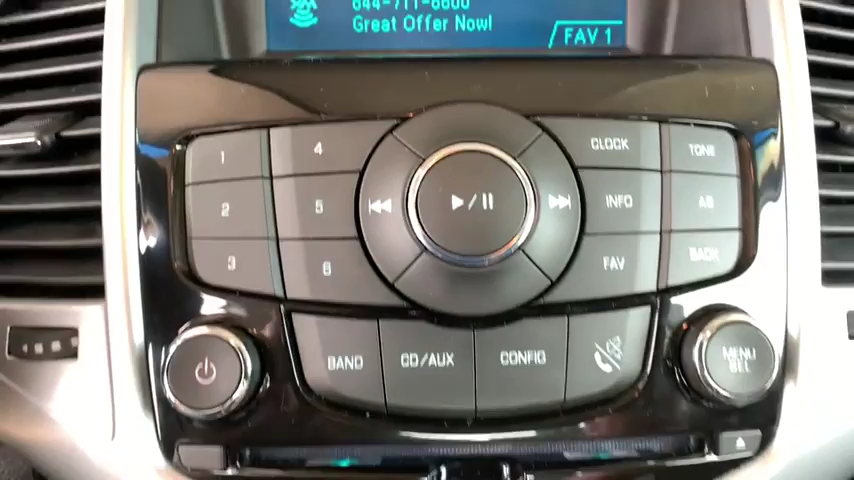 Great Offer Now!
FAV 1
1
4
CLOCK
TONE
2
5
INFO
AS
3
6
FAV
BACK
BAND
CD/AUX
CONFIG
MENU
SEL